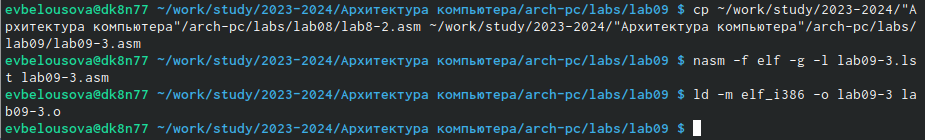 evbelousova@dk8n77 ~/work/study/2023-2024/Архитектура компьютера/arch-pc/labs/lab09 $ cp ~/work/study/2023-2024/"А
рхитектура компьютера"/arch-pc/labs/lab08/lab8-2.asm ~/work/study/2023-2024/"Архитектура компьютера"/arch-pc/labs/
lab09/lab09-3.asm
evbelousova@dk8n77 ~/work/study/2023-2024/Архитектура компьютера/arch-pc/labs/lab09 $ nasm -f elf -g -l lab09-3.ls
t lab09-3.asm
evbelousova@dk8n77 ~/work/study/2023-2024/Архитектура компьютера/arch-pc/labs/lab09 $ ld -m elf_i386 -o lab09-3 la
b09-3.o
evbelousova@dk8n77 ~/work/study/2023-2024/Архитектура компьютера/arch-pc/labs/lab09 $